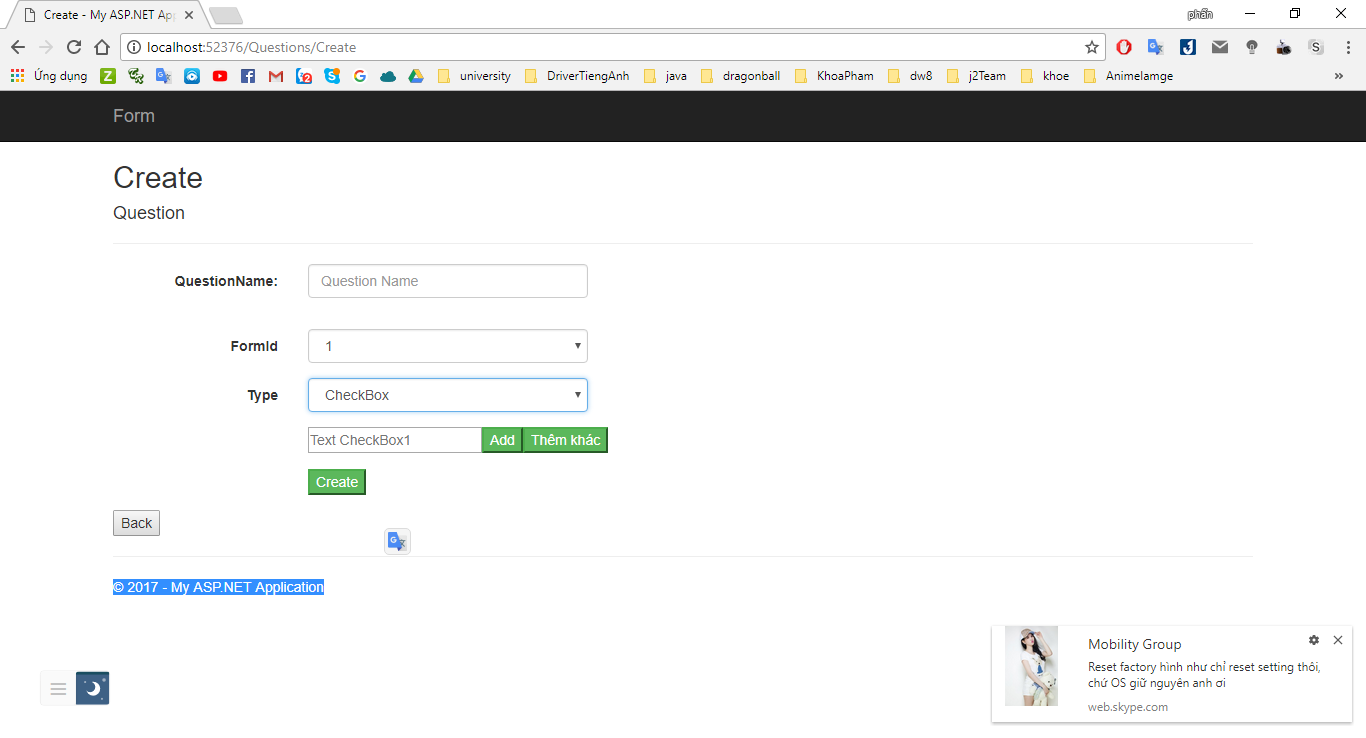 Create - My ASP.NET Ap
phấn
localhost:52376/Questions/Create
Ứng dụng university DriverTiengAnh java dragonball KhoaPham dw8 j2Team khoe Animelamge »
Form
Create
Question
QuestionName: Question Name
FormId 1
Type CheckBox
Text CheckBox1 Add Thêm khác
Create
Back
© 2017 - My ASP.NET Application
Mobility Group
Reset factory hình như chỉ reset setting thôi,
chứ OS giữ nguyên anh ơi
web.skype.com